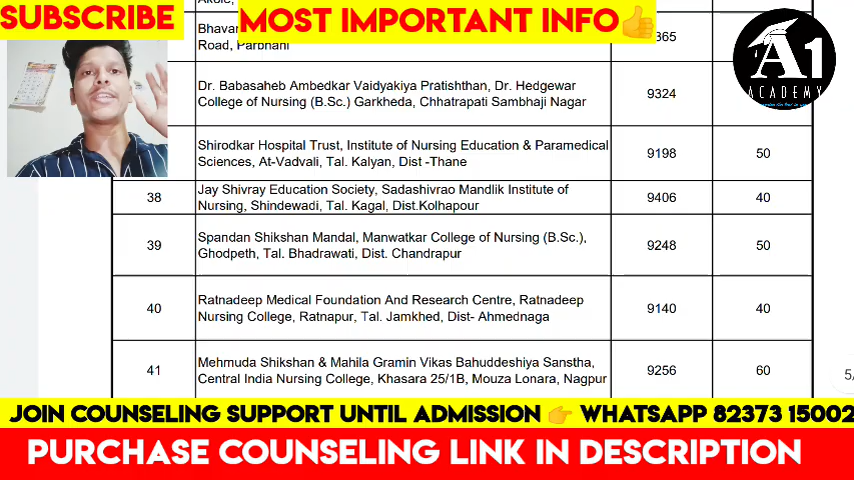 SUBSCRIBE
MOST IMPORTANT INFO👍
Road, Parbhani
A1
ACADEMY
Dr. Babasaheb Ambedkar Vaidyakiya Pratishthan, Dr. Hedgewar
College of Nursing (B.Sc.) Garkheda, Chhatrapati Sambhaji Nagar
9324
Shirodkar Hospital Trust, Institute of Nursing Education & Paramedical
Sciences, At-Vadvali, Tal. Kalyan, Dist -Thane
9198 50
38
Jay Shivray Education Society, Sadashivrao Mandlik Institute of
Nursing, Shindewadi, Tal. Kagal, Dist.Kolhapour
9406 40
39
Spandan Shikshan Mandal, Manwatkar College of Nursing (B.Sc.),
Ghodpeth, Tal. Bhadrawati, Dist. Chandrapur
9248 50
40
Ratnadeep Medical Foundation And Research Centre, Ratnadeep
Nursing College, Ratnapur, Tal. Jamkhed, Dist- Ahmednaga
9140 40
41
Mehmuda Shikshan & Mahila Gramin Vikas Bahuddeshiya Sanstha,
Central India Nursing College, Khasara 25/1B, Mouza Lonara, Nagpur
9256 60
5/
JOIN COUNSELING SUPPORT UNTIL ADMISSION 👉 WHATSAPP 82373 15002
PURCHASE COUNSELING LINK IN DESCRIPTION